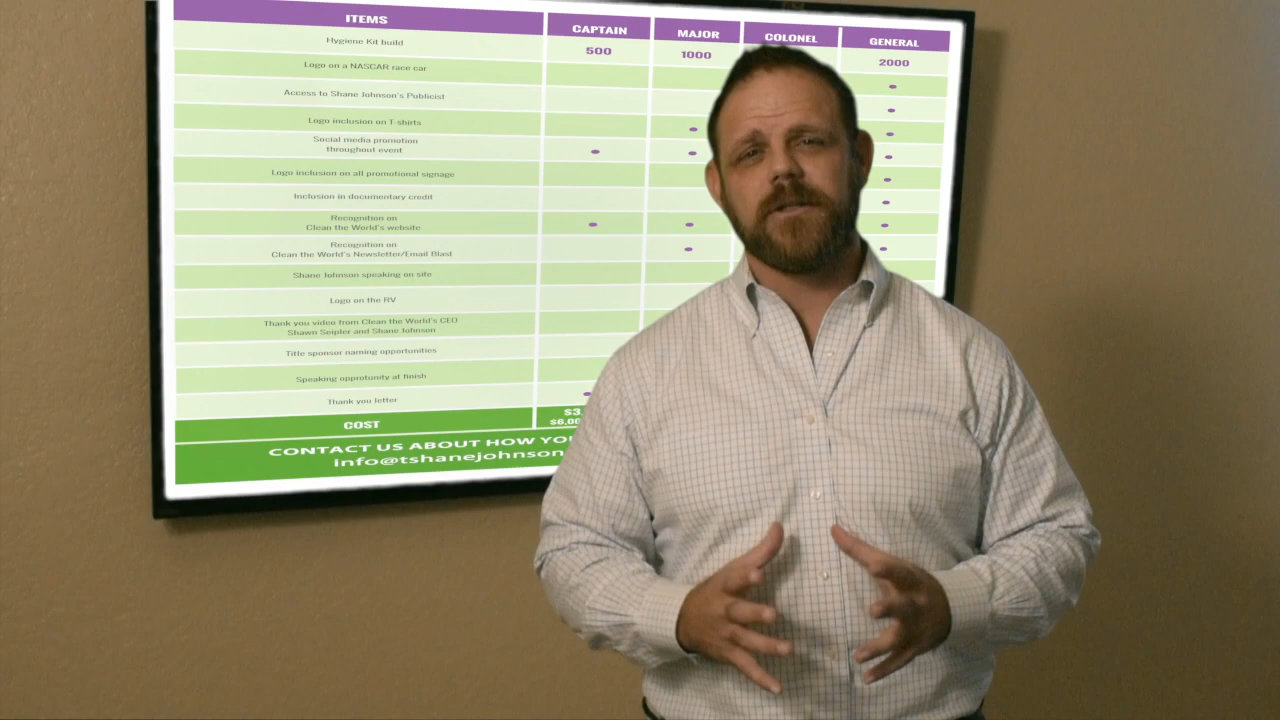 ITEMS CAPTAIN MAJOR COLONEL GENERAL
Hygiene Kit build 500 1000 2000
Logo on a NASCAR race car
Access to Shane Johnson's Publicist
Logo inclusion on T-shirts
Social media promotion
throughout event
Logo inclusion on all promotional signage
Inclusion in documentary credit
Recognition on
Clean the World's website
Recognition on
Clean the World's Newsletter/Email Blast
Shane Johnson speaking on site
Logo on the RV
Thank you video from Clean the World's CEO
Shawn Seipler and Shane Johnson
Title sponsor naming opportunities
Speaking opprotunity at finish
Thank you letter
COST $3,
$6,00
CONTACT US ABOUT HOW YO
info@tshanejohnson